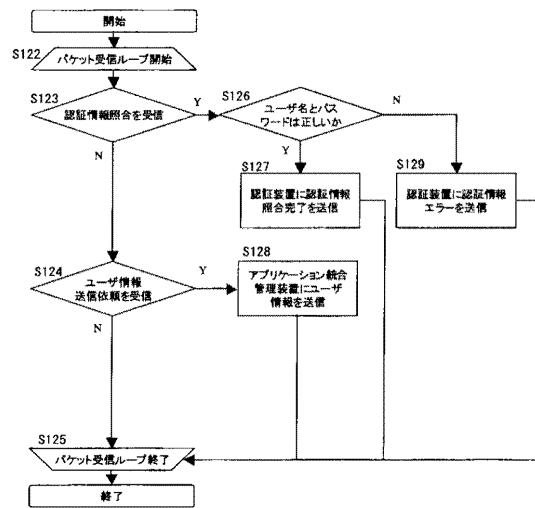 開始
S122
パケット受信ループ開始
S123
認証情報照合を受信
Y
N
S126
ユーザ名とパス
ワードは正しいか
N
Y
S127
認証装置に認証情報
照合完了を送信
S129
認証装置に認証情報
エラーを送信
S124
ユーザ情報
送信依頼を受信
Y
N
S128
アプリケーション統合
管理装置にユーザ
情報を送信
S125
パケット受信ループ終了
終了